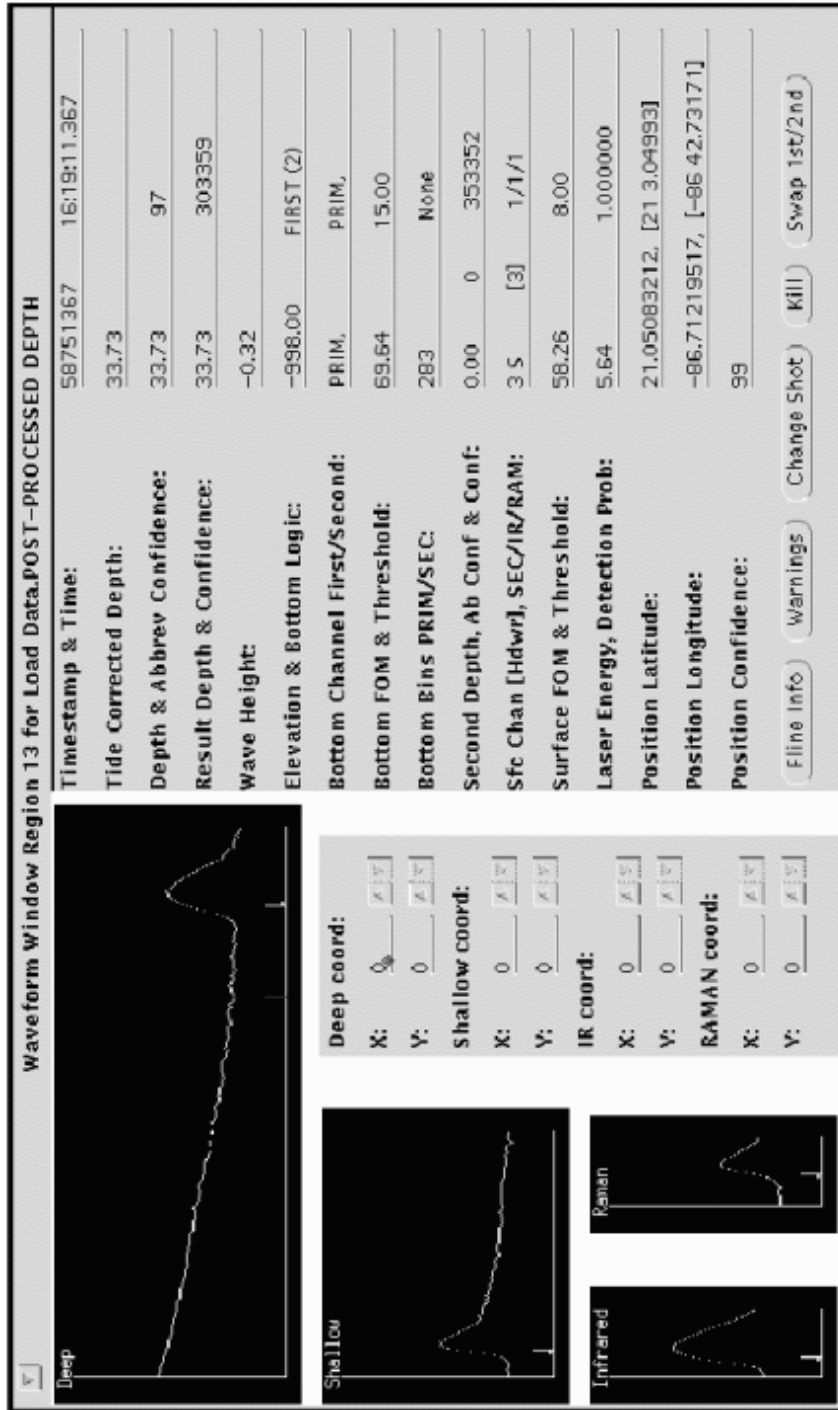 Waveform Window Region 13 for Load Data.POST-PROCESSED DEPTH
Deep
Timestamp & Time: 58751367 16:19:11.367
Tide Corrected Depth: 33.73
Depth & Abbrev Confidence: 33.73 97
Result Depth & Confidence: 33.73 303359
Wave Height: -0.32
Elevation & Bottom Logic: -998.00 FIRST (2)
Bottom Channel First/Second: PRIM, PRIM,
Bottom FOM & Threshold: 69.64 15.00
Bottom Bins PRIM/SEC: 283 None
Second Depth, Ab Conf & Conf: 0.00 0 353352
Sfc Chan [Hdwr], SEC/IR/RAM: 3 S [3] 1/1/1
Surface FOM & Threshold: 58.26 8.00
Laser Energy, Detection Prob: 5.64 1.000000
Position Latitude: 21.05083212, [21 3.04993]
Position Longitude: -86.71219517, [-86 42.73171]
Position Confidence: 99
Fline Info Warnings Change Shot Kill Swap 1st/2nd
Shallow
Infrared
Raman
Deep coord:
X: 0
Y: 0
Shallow coord:
X: 0
Y: 0
IR coord:
X: 0
Y: 0
RAMAN coord:
X: 0
Y: 0